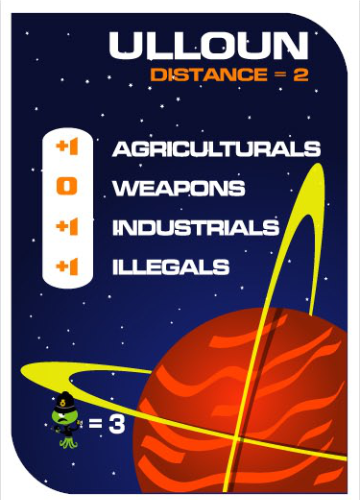 ULLOUN
DISTANCE = 2
+1 AGRICULTURALS
0 WEAPONS
+1 INDUSTRIALS
+1 ILLEGALS
= 3